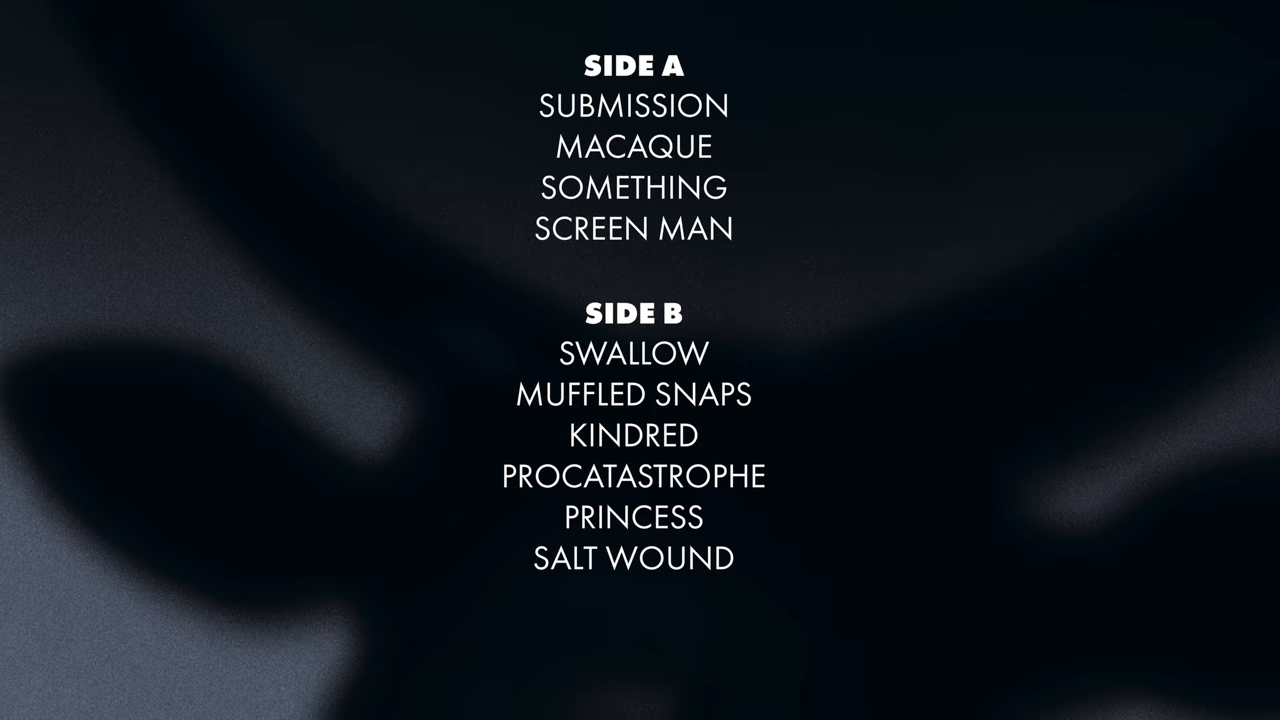 SIDE A
SUBMISSION
MACAQUE
SOMETHING
SCREEN MAN
SIDE B
SWALLOW
MUFFLED SNAPS
KINDRED
PROCATASTROPHE
PRINCESS
SALT WOUND